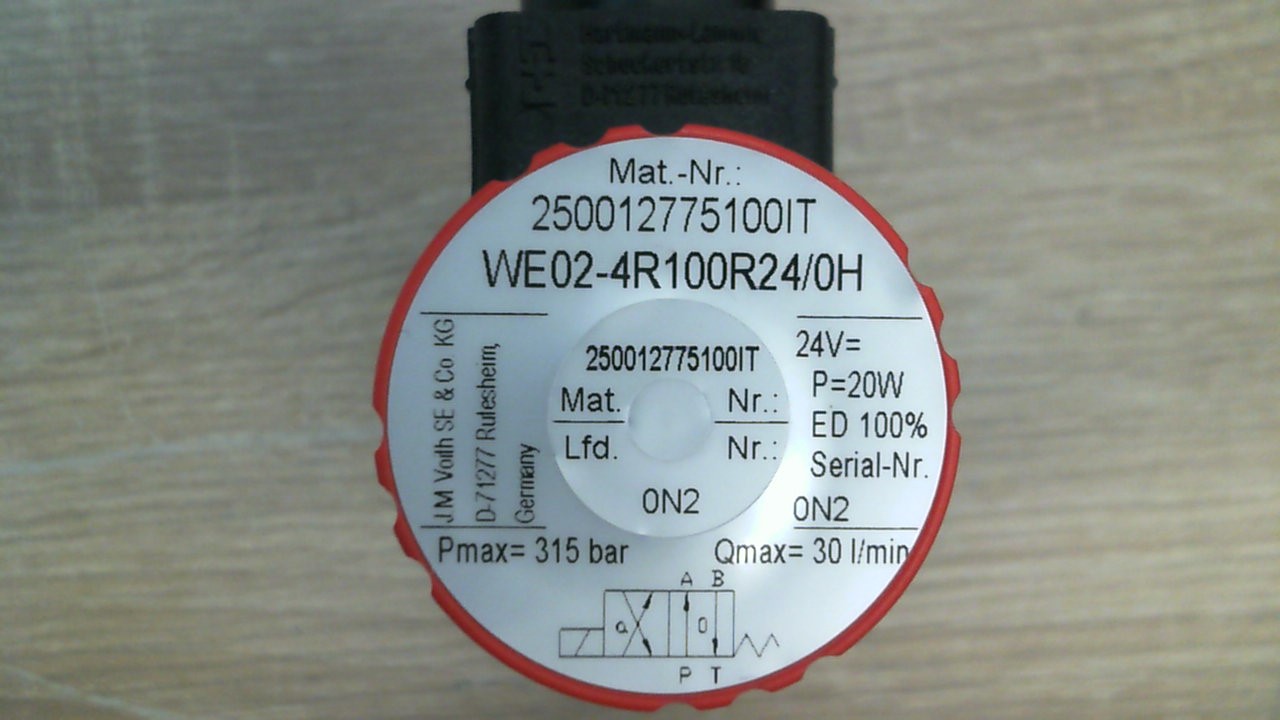 Mat.-Nr.:
250012775100IT
WE02-4R100R24/0H
J.M Voith SE & Co KG
D-71277 Rutesheim,
Germany
250012775100IT
Mat. Nr.:
Lfd. Nr.:
0N2
24V=
P=20W
ED 100%
Serial-Nr.
0N2
Pmax= 315 bar
Qmax= 30 l/min
A B
a 0
P T